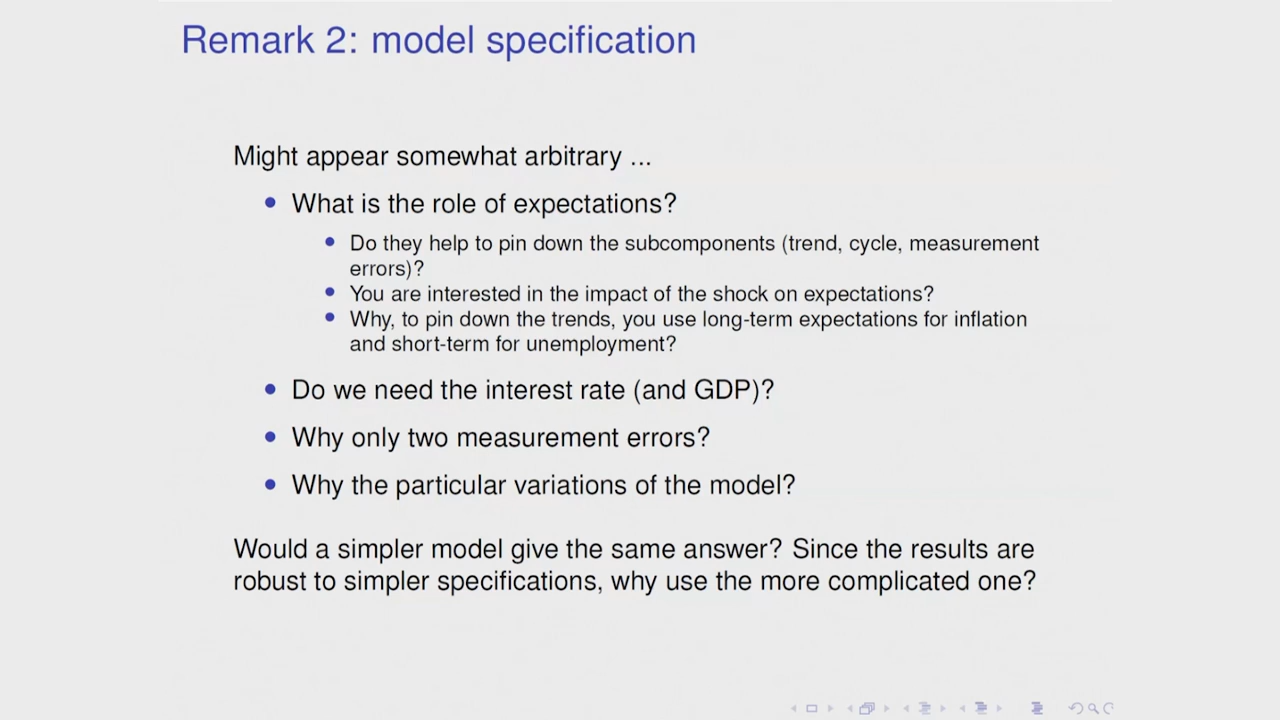 Remark 2: model specification
Might appear somewhat arbitrary ...
What is the role of expectations?
Do they help to pin down the subcomponents (trend, cycle, measurement
errors)?
You are interested in the impact of the shock on expectations?
Why, to pin down the trends, you use long-term expectations for inflation
and short-term for unemployment?
Do we need the interest rate (and GDP)?
Why only two measurement errors?
Why the particular variations of the model?
Would a simpler model give the same answer? Since the results are
robust to simpler specifications, why use the more complicated one?